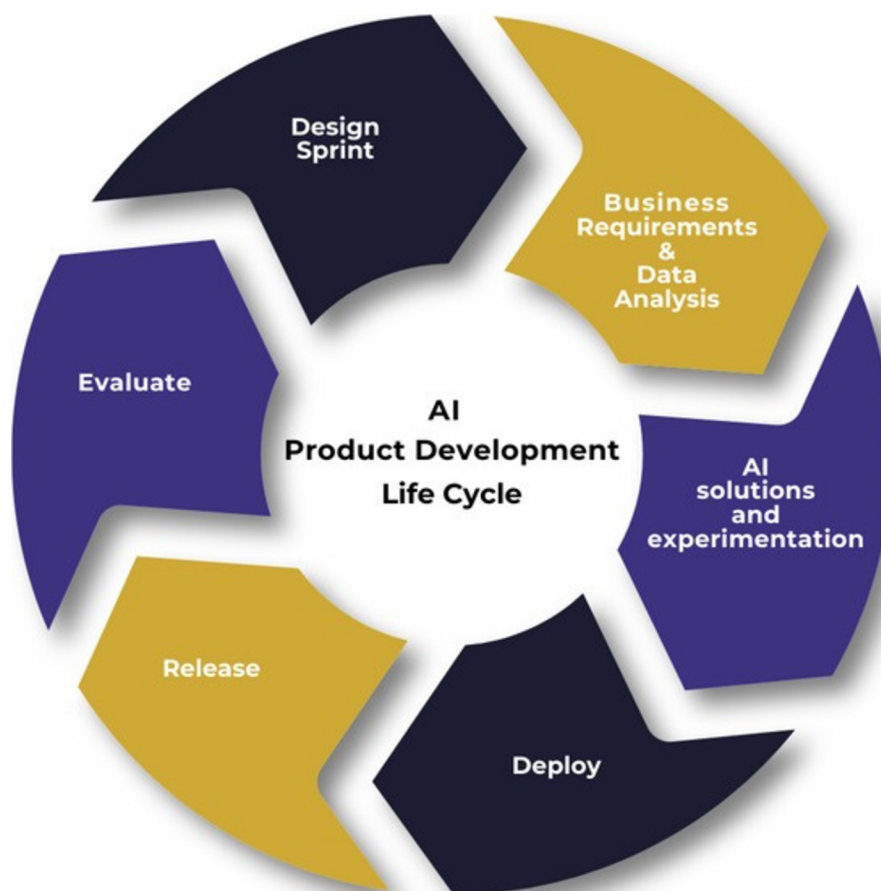 Design
Sprint
Business
Requirements
&
Data
Analysis
AI
solutions
and
experimentation
Deploy
Release
Evaluate
AI
Product Development
Life Cycle